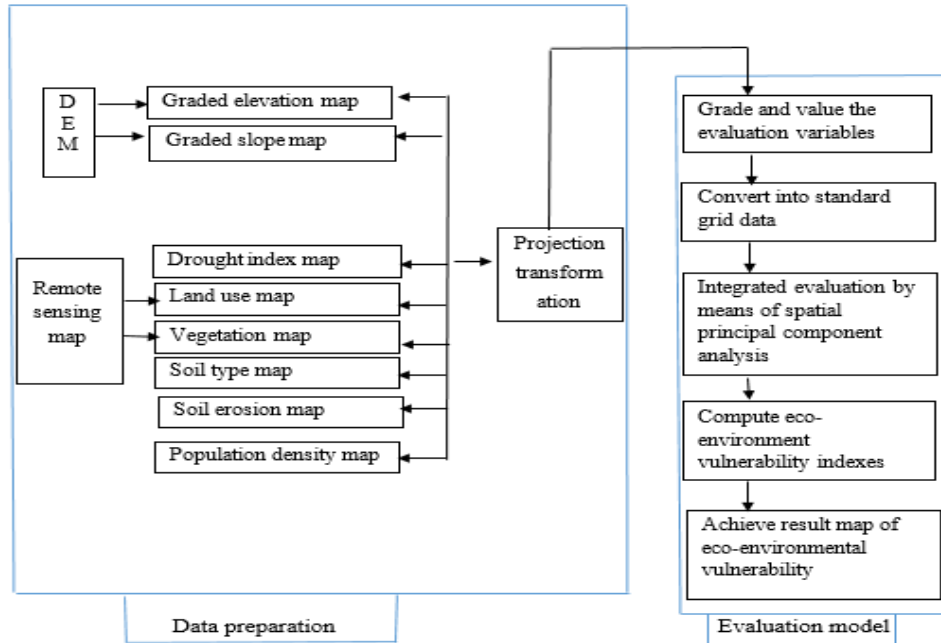 D
E
M
Graded elevation map
Graded slope map
Remote
sensing
map
Drought index map
Land use map
Vegetation map
Soil type map
Soil erosion map
Population density map
Projection
transform
ation
Data preparation
Grade and value the
evaluation variables
Convert into standard
grid data
Integrated evaluation by
means of spatial
principal component
analysis
Compute eco-
environment
vulnerability indexes
Achieve result map of
eco-environmental
vulnerability
Evaluation model